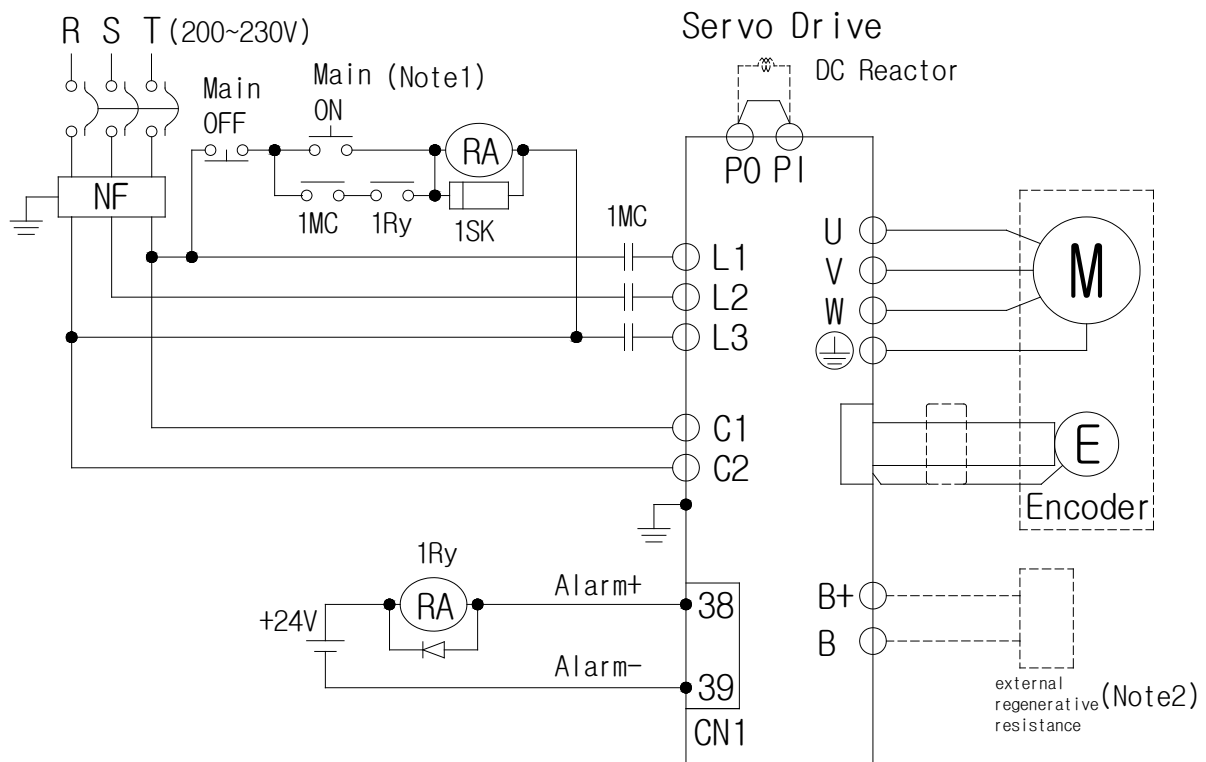 R S T (200~230V)
Servo Drive
DC Reactor
Main
OFF
Main (Note1)
ON
RA
PO PI
NF
1MC 1Ry 1SK
1MC
L1
L2
L3
C1
C2
U
V
W
M
E
Encoder
1Ry
RA
+24V
Alarm+
Alarm-
38
39
CN1
B+
B
external
regenerative (Note2)
resistance